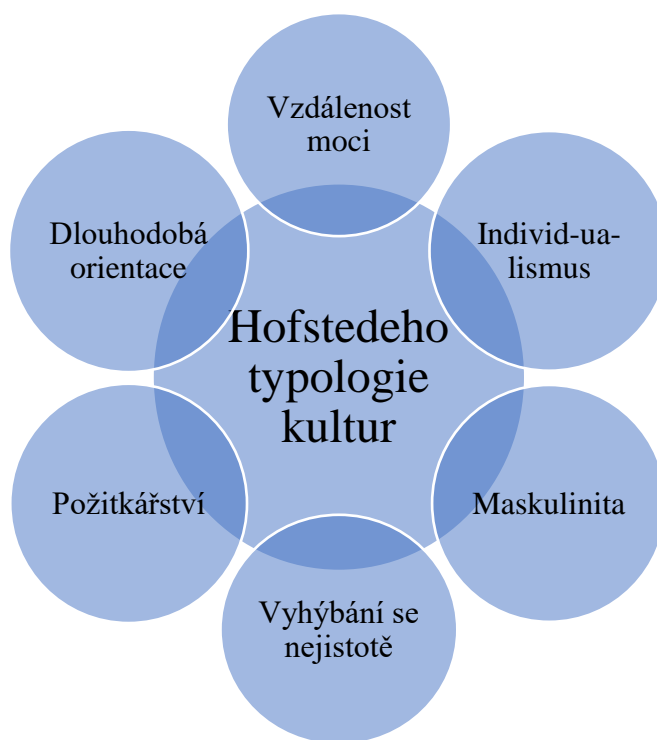 Vzdálenost
moci
Dlouhodobá
orientace
Individ-ua-
lismus
Hofstedeho
typologie
kultur
Požitkářství
Maskulinita
Vyhýbání se
nejistotě